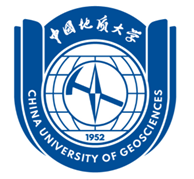 中国地质大学
1952
CHINA UNIVERSITY OF GEOSCIENCES